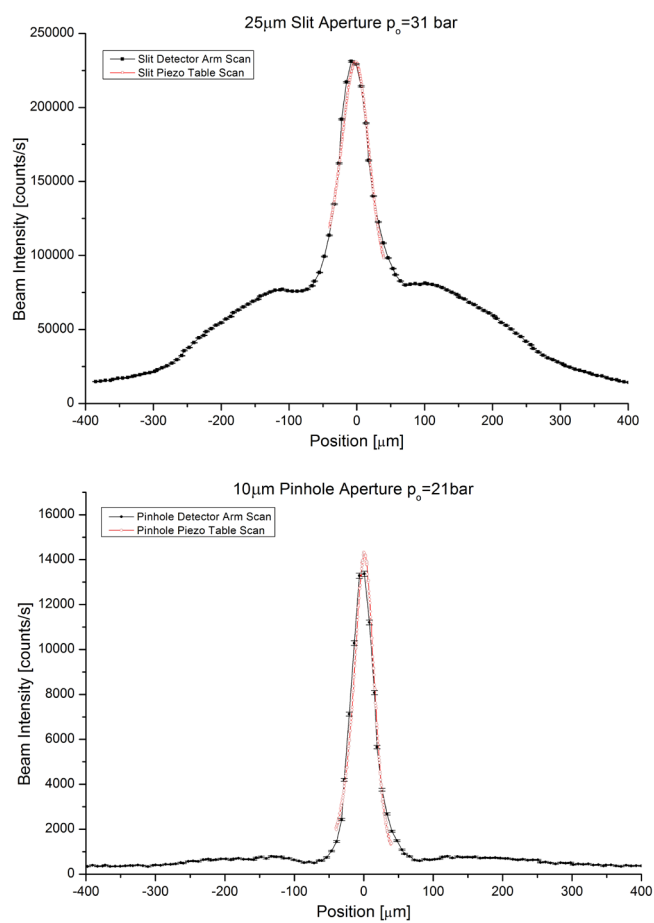 25μm Slit Aperture pₒ=31 bar
Slit Detector Arm Scan
Slit Piezo Table Scan
Beam Intensity [counts/s]
250000
200000
150000
100000
50000
0
-400 -300 -200 -100 0 100 200 300 400
Position [μm]
10μm Pinhole Aperture pₒ=21bar
Pinhole Detector Arm Scan
Pinhole Piezo Table Scan
Beam Intensity [counts/s]
16000
14000
12000
10000
8000
6000
4000
2000
0
-400 -300 -200 -100 0 100 200 300 400
Position [μm]